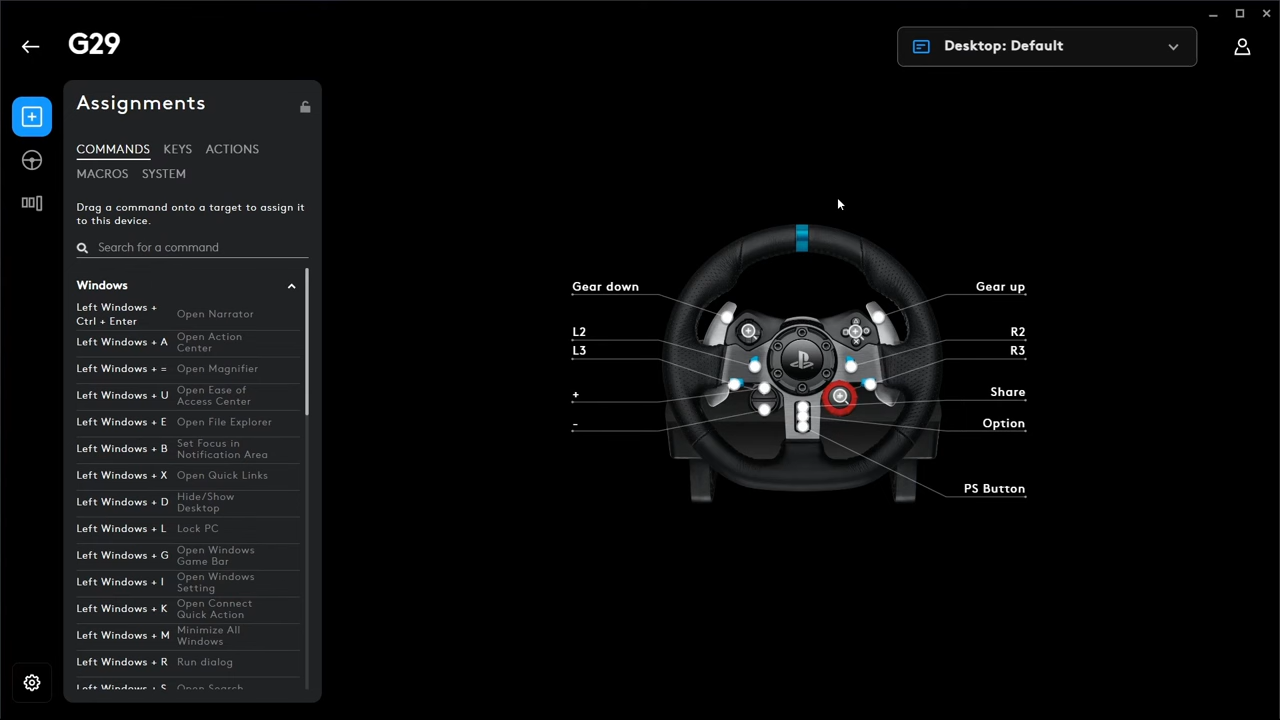 G29
Desktop: Default
Assignments
COMMANDS KEYS ACTIONS
MACROS SYSTEM
Drag a command onto a target to assign it
to this device.
Search for a command
Windows
Left Windows +
Ctrl + Enter
Open Narrator
Left Windows + A
Open Action
Center
Left Windows + =
Open Magnifier
Left Windows + U
Open Ease of
Access Center
Left Windows + E
Open File Explorer
Left Windows + B
Set Focus in
Notification Area
Left Windows + X
Open Quick Links
Left Windows + D
Hide/Show
Desktop
Left Windows + L
Lock PC
Left Windows + G
Open Windows
Game Bar
Left Windows + I
Open Windows
Setting
Left Windows + K
Open Connect
Quick Action
Left Windows + M
Minimize All
Windows
Left Windows + R
Run dialog
Left Windows + S
Open Search
Gear down
L2
L3
+
-
Gear up
R2
R3
Share
Option
PS Button